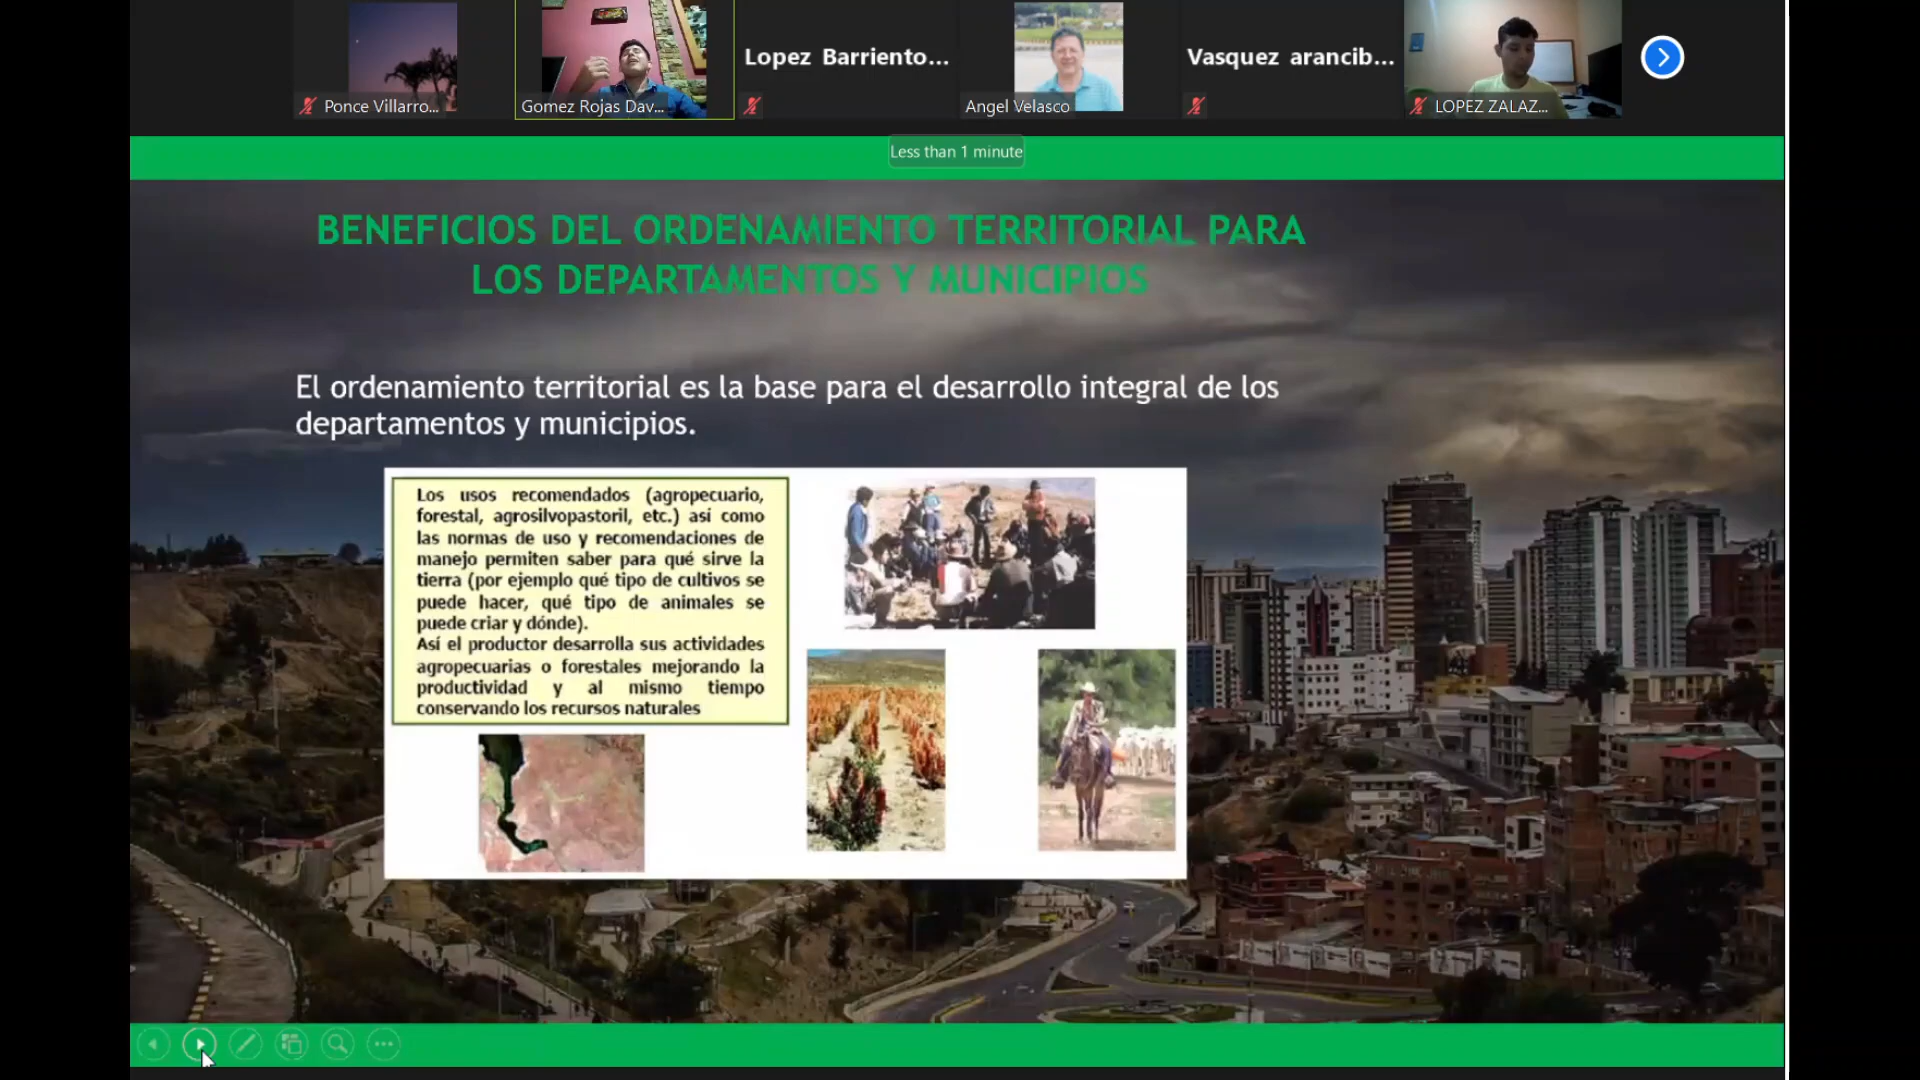 Ponce Villarro...
Gomez Rojas Dav...
Lopez Barriento...
Angel Velasco
Vasquez arancib...
LOPEZ ZALAZ...
Less than 1 minute
BENEFICIOS DEL ORDENAMIENTO TERRITORIAL PARA
LOS DEPARTAMENTOS Y MUNICIPIOS
El ordenamiento territorial es la base para el desarrollo integral de los
departamentos y municipios.
Los usos recomendados (agropecuario,
forestal, agrosilvopastoril, etc.) así como
las normas de uso y recomendaciones de
manejo permiten saber para qué sirve la
tierra (por ejemplo qué tipo de cultivos se
puede hacer, qué tipo de animales se
puede criar y dónde).
Así el productor desarrolla sus actividades
agropecuarias o forestales mejorando la
productividad y al mismo tiempo
conservando los recursos naturales